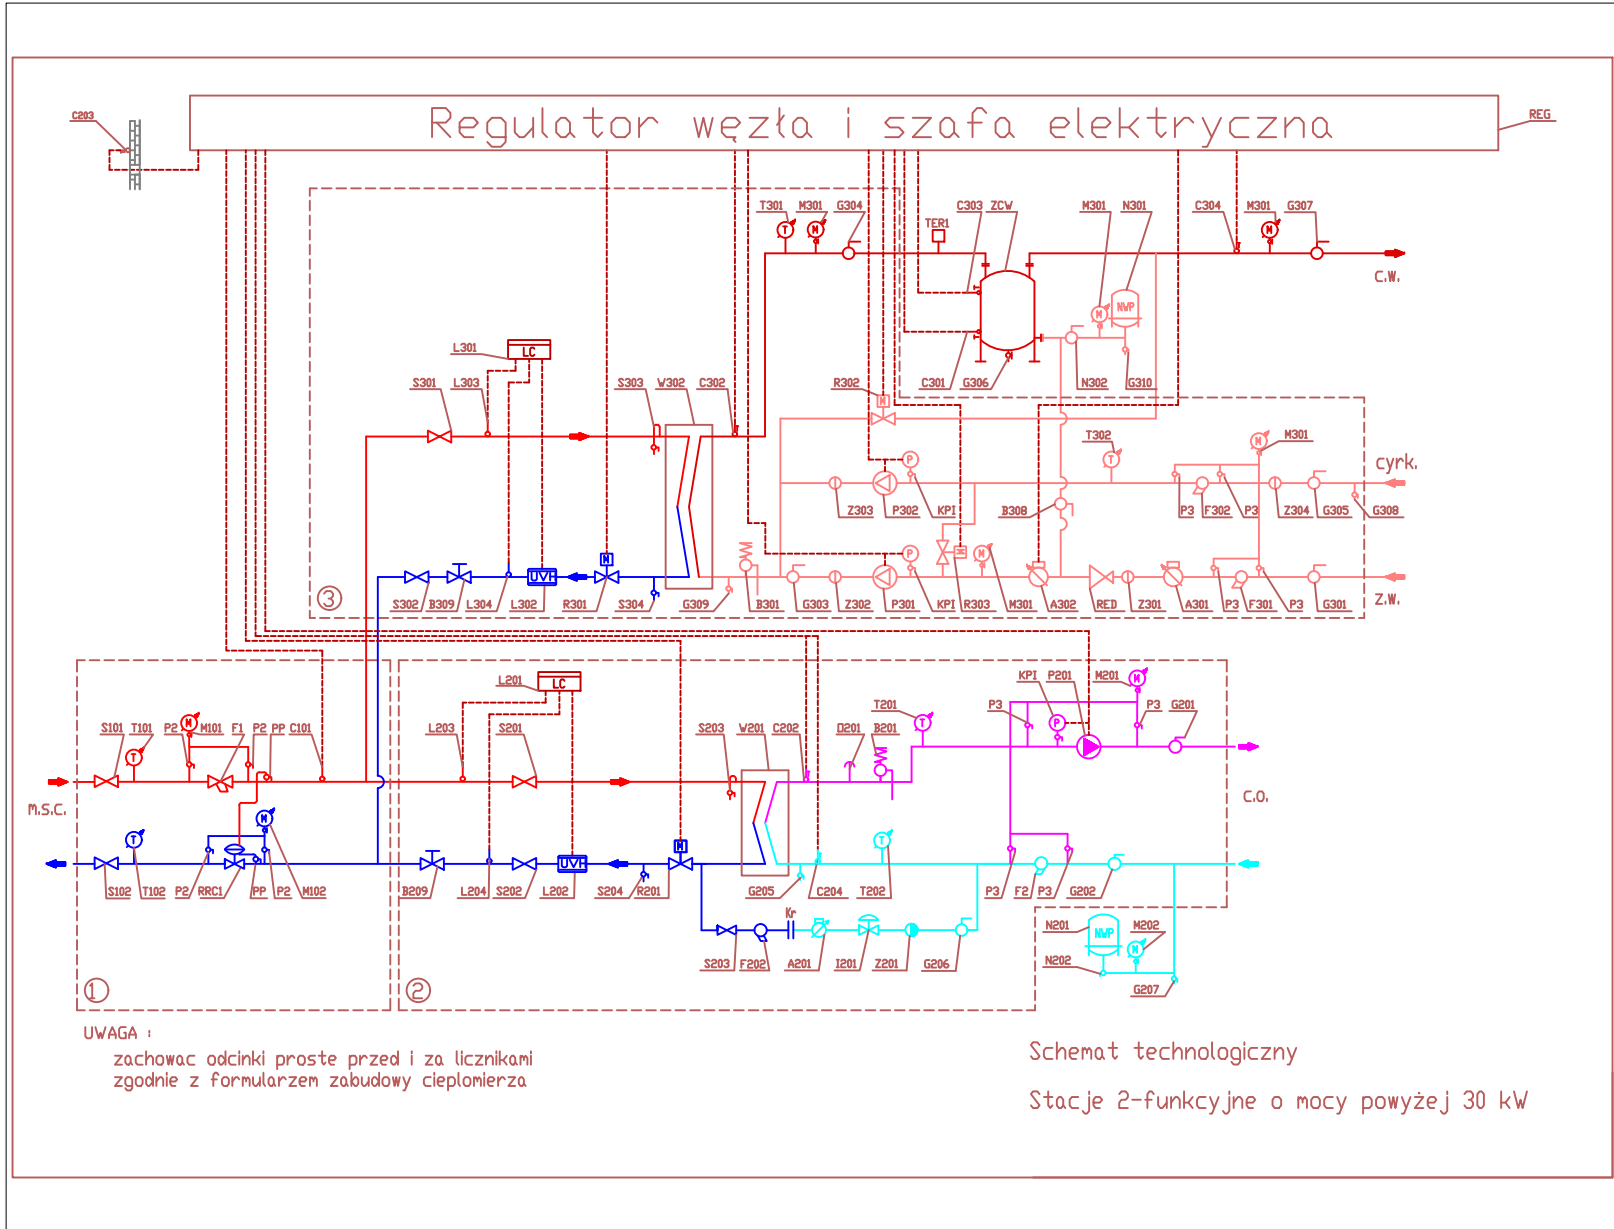 C203
Regulator węzła i szafa elektryczna
REG
T301 M301 G304 TER1 C303 ZCW M301 N301 C304 M301 G307
T M M
C.W.
NWP
M
L301
LC
S301 L303 S303 W302 C302 R302 C301 G306 N302 G310
M
T302 M301
M
P T
cyrk.
Z303 P302 KPI B308 P3 F302 P3 Z304 G305 G308
M P M
UVH
3
S302 B309 L304 L302 R301 S304 G309 B301 G303 Z302 P301 KPI R303 M301 A302 RED Z301 A301 P3 F301 P3 G301
Z.W.
L201
LC
KPI P201 M201
M
S101 T101 P2 M101 F1 P2 PP C101 L203 S201 S203 W201 C202 O201 B201 T201 P3 P3 G201
M
T T P
m.s.c.
C.O.
M
T M T
UVH
S102 T102 P2 RRC1 PP P2 M102 B209 L204 S202 L202 S204 R201 G205 C204 T202 P3 F2 P3 G202
Kr
N201 NWP M202
M
S203 F202 A201 I201 Z201 G206 N202
G207
1 2
UWAGA :
zachowac odcinki proste przed i za licznikami
zgodnie z formularzem zabudowy cieplomierza
Schemat technologiczny
Stacje 2-funkcyjne o mocy powyżej 30 kW